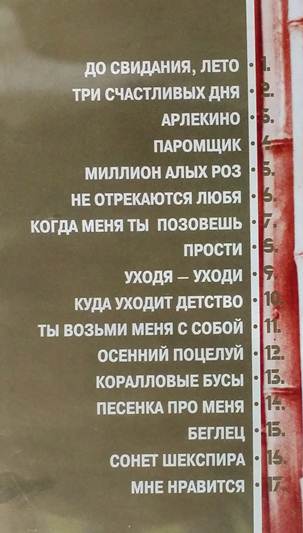 ДО СВИДАНИЯ, ЛЕТО • 1.
ТРИ СЧАСТЛИВЫХ ДНЯ • 2.
АРЛЕКИНО • 3.
ПАРОМЩИК • 4.
МИЛЛИОН АЛЫХ РОЗ • 5.
НЕ ОТРЕКАЮТСЯ ЛЮБЯ • 6.
КОГДА МЕНЯ ТЫ ПОЗОВЕШЬ • 7.
ПРОСТИ • 8.
УХОДЯ — УХОДИ • 9.
КУДА УХОДИТ ДЕТСТВО • 10.
ТЫ ВОЗЬМИ МЕНЯ С СОБОЙ • 11.
ОСЕННИЙ ПОЦЕЛУЙ • 12.
КОРАЛЛОВЫЕ БУСЫ • 13.
ПЕСЕНКА ПРО МЕНЯ • 14.
БЕГЛЕЦ • 15.
СОНЕТ ШЕКСПИРА • 16.
МНЕ НРАВИТСЯ • 17.